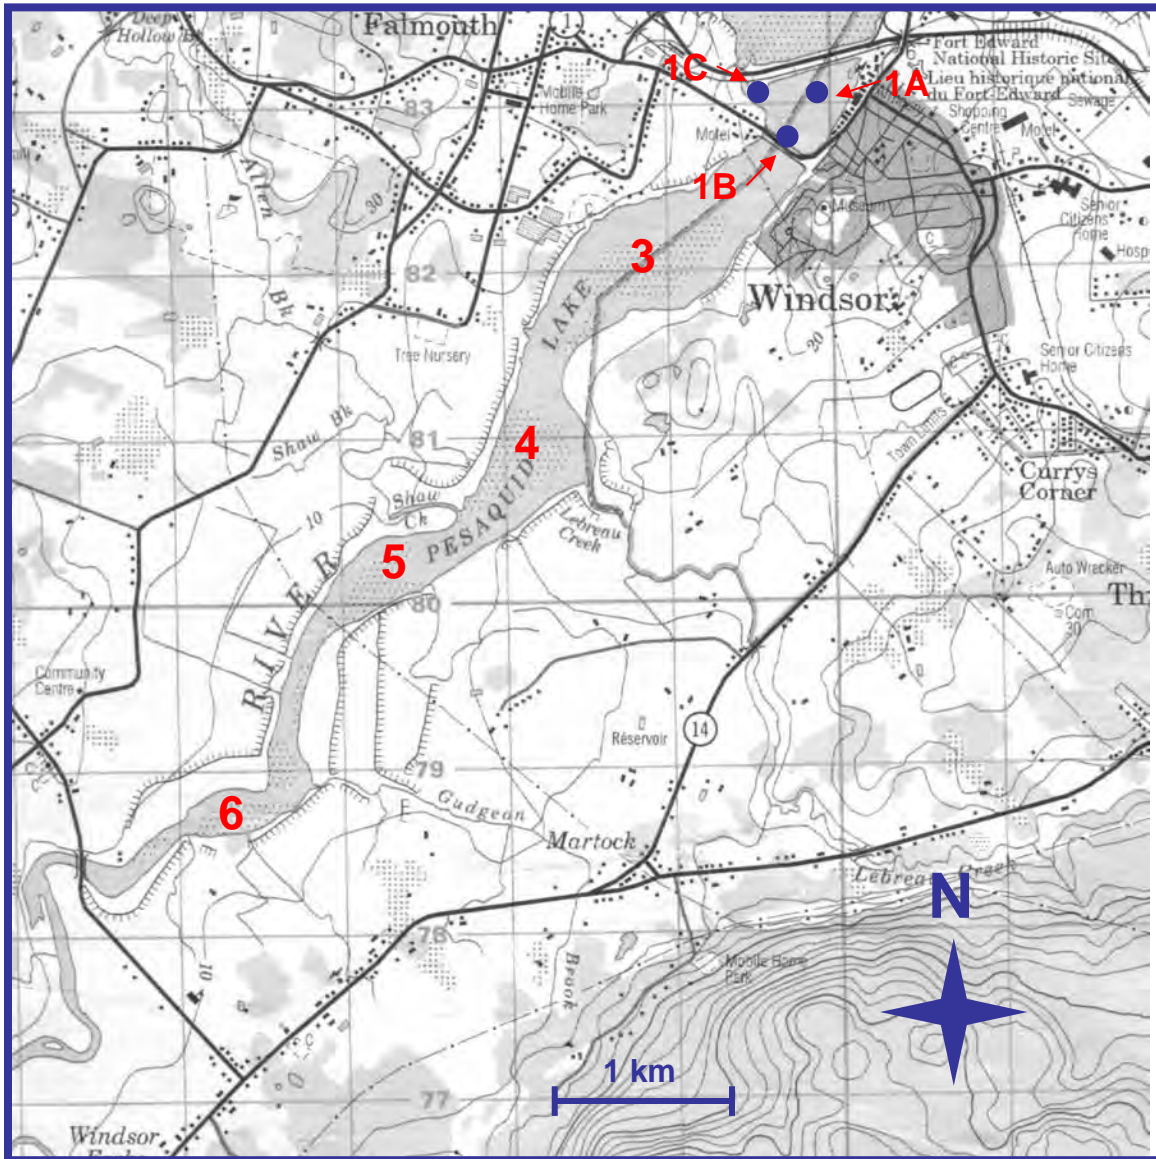 Deep
Hollow Bk
Falmouth
1
1C
1A
Fort Edward
National Historic Site
Lieu historique national
du Fort-Edward
Shopping
Centre
Sewage
Motel
83
Mobile
Home Park
Motel
1B
Allen
Bk
30
Museum
C
Senior
Citizens
Home
Hosp
82
3
LAKE
Windsor
20
Tree Nursery
Senior Citizens
Home
Shaw Bk
81
4
Town Limits
Currys
Corner
Shaw
Ck
PESAQUID
Lebreau
Creek
10
5
RIVER
80
Auto Wrecker
Com.
30
Community
Centre
Réservoir
14
79
Gudgeon
6
Martock
Lebreau Creek
N
78
10
Brook
Mobile Home
Park
1 km
77
Windsor